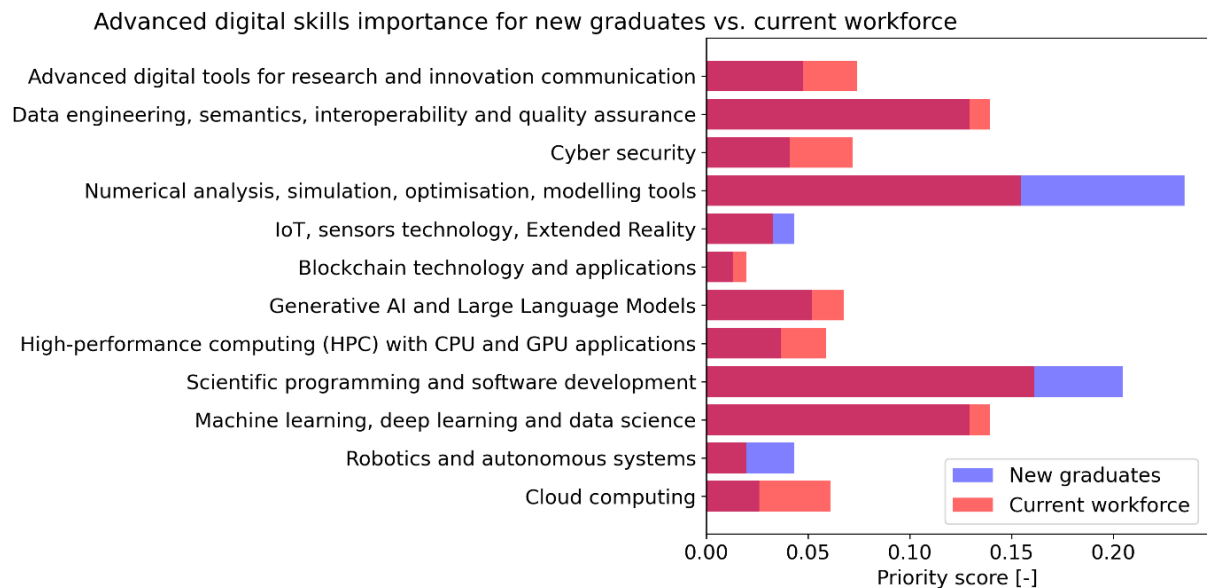 Advanced digital skills importance for new graduates vs. current workforce
Advanced digital tools for research and innovation communication
Data engineering, semantics, interoperability and quality assurance
Cyber security
Numerical analysis, simulation, optimisation, modelling tools
IoT, sensors technology, Extended Reality
Blockchain technology and applications
Generative AI and Large Language Models
High-performance computing (HPC) with CPU and GPU applications
Scientific programming and software development
Machine learning, deep learning and data science
Robotics and autonomous systems
Cloud computing
New graduates
Current workforce
0.00 0.05 0.10 0.15 0.20
Priority score [-]